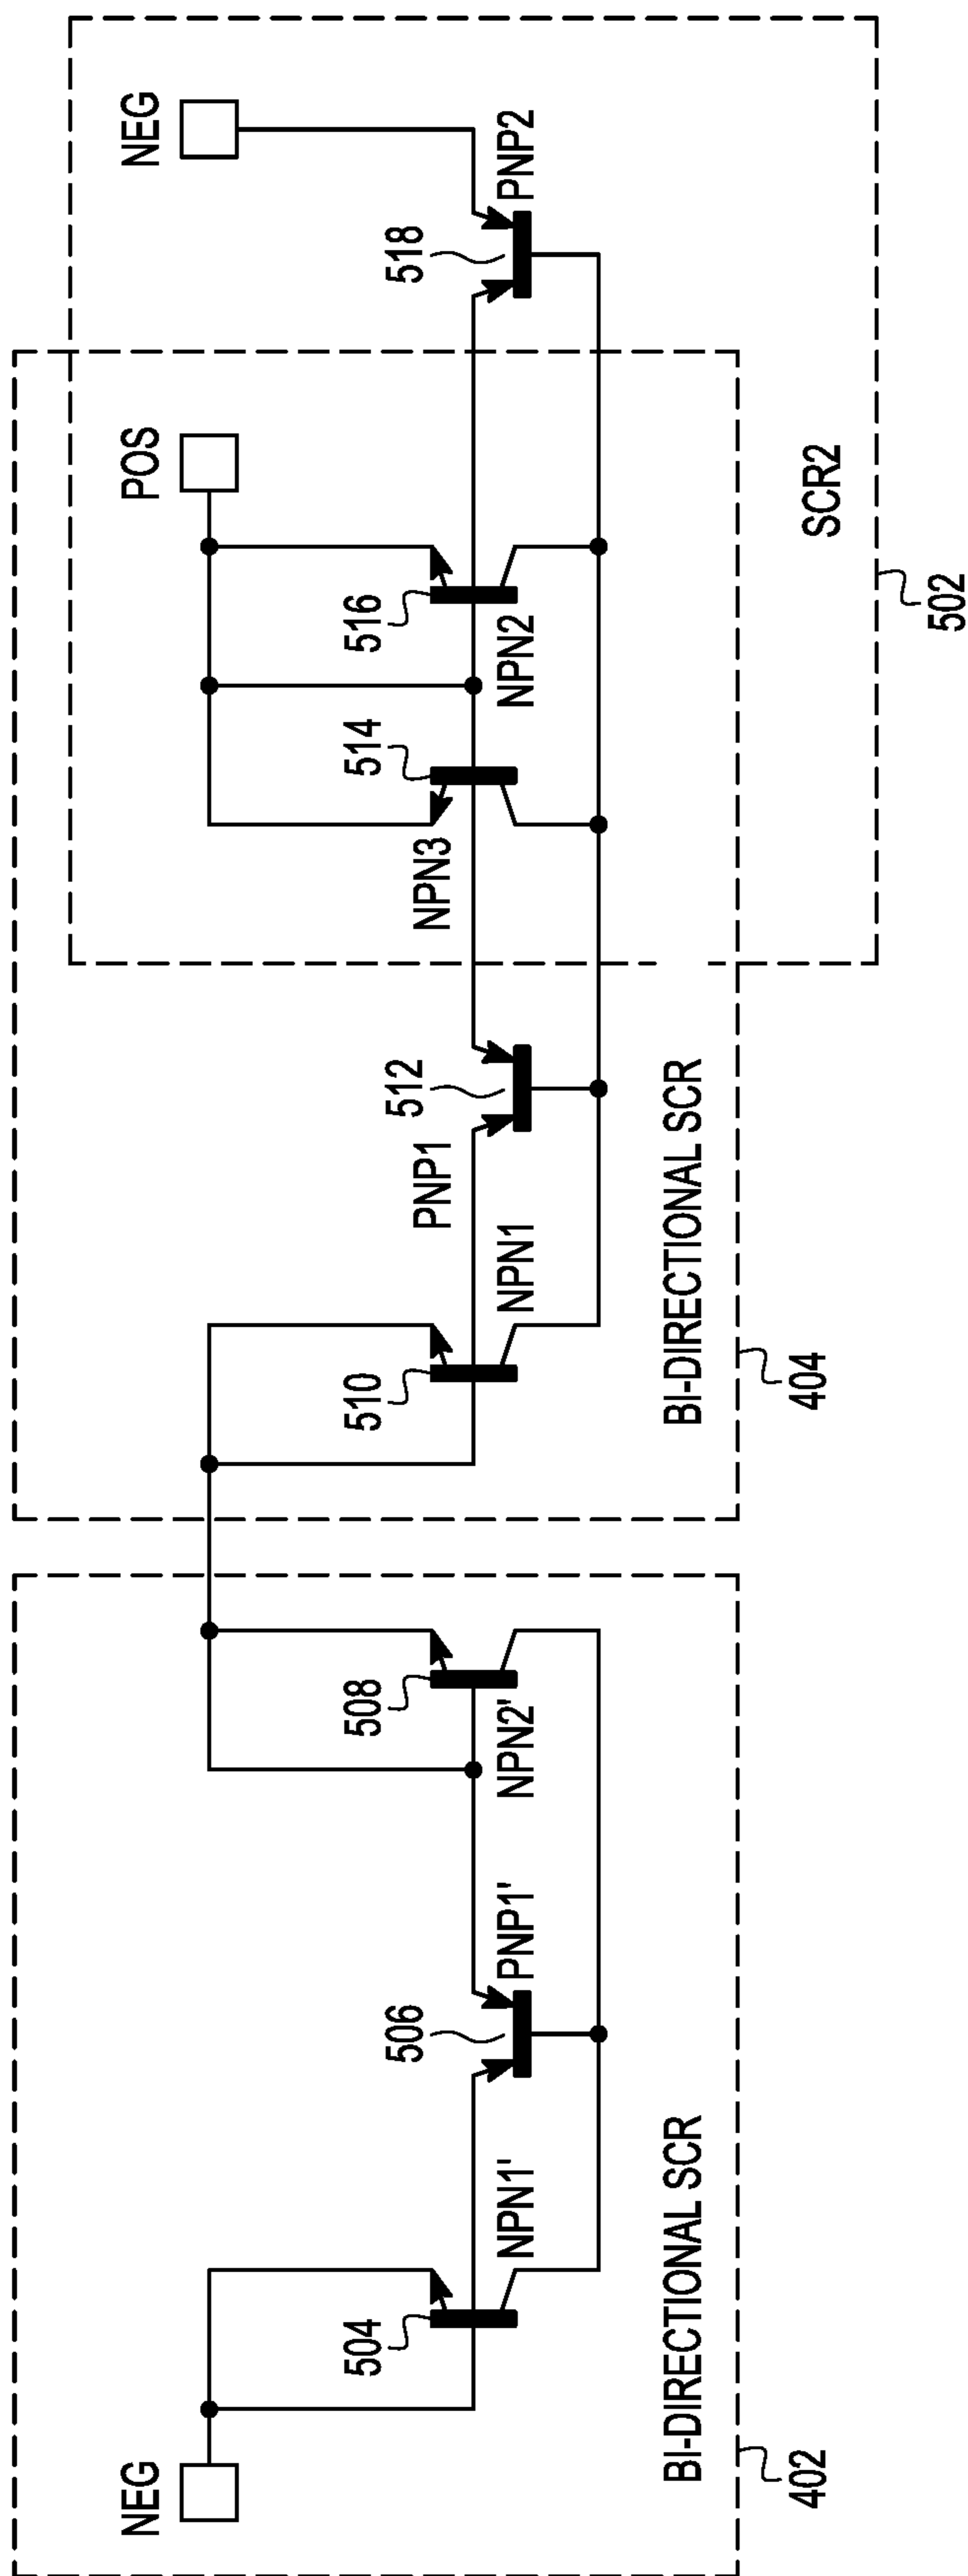 NEG
504
NPN1'
506
PNP1'
508
NPN2'
BI-DIRECTIONAL SCR
402
510
NPN1
PNP1
512
NPN3
514
516
NPN2
POS
BI-DIRECTIONAL SCR
404
518
PNP2
NEG
SCR2
502